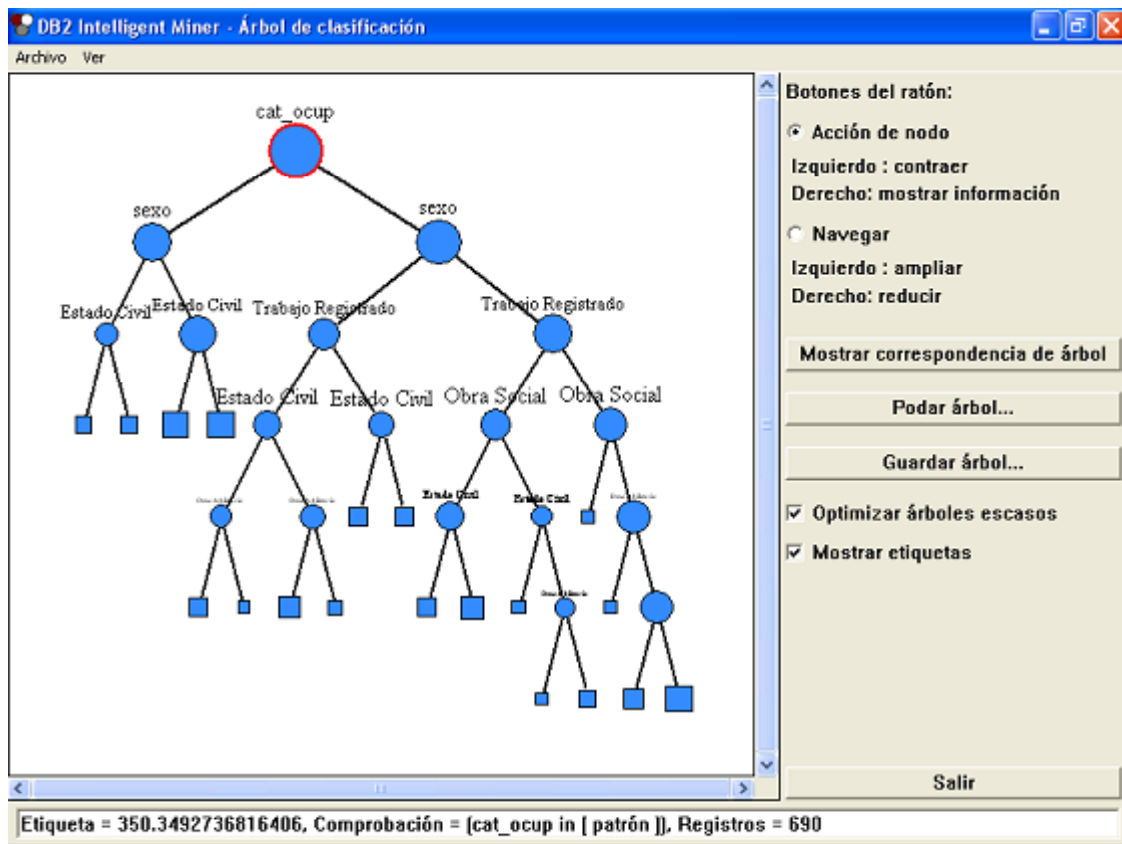 DB2 Intelligent Miner - Árbol de clasificación
Archivo Ver
cat_ocup
sexo
sexo
Estado Civil
Estado Civil
Trabajo Registrado
Trabajo Registrado
Estado Civil
Estado Civil
Obra Social
Obra Social
Estado Civil
Estado Civil
Botones del ratón:
Acción de nodo
Izquierdo : contraer
Derecho: mostrar información
Navegar
Izquierdo : ampliar
Derecho: reducir
Mostrar correspondencia de árbol
Podar árbol...
Guardar árbol...
Optimizar árboles escasos
Mostrar etiquetas
Salir
Etiqueta = 350.3492736816406, Comprobación = (cat_ocup in [ patrón ]), Registros = 690